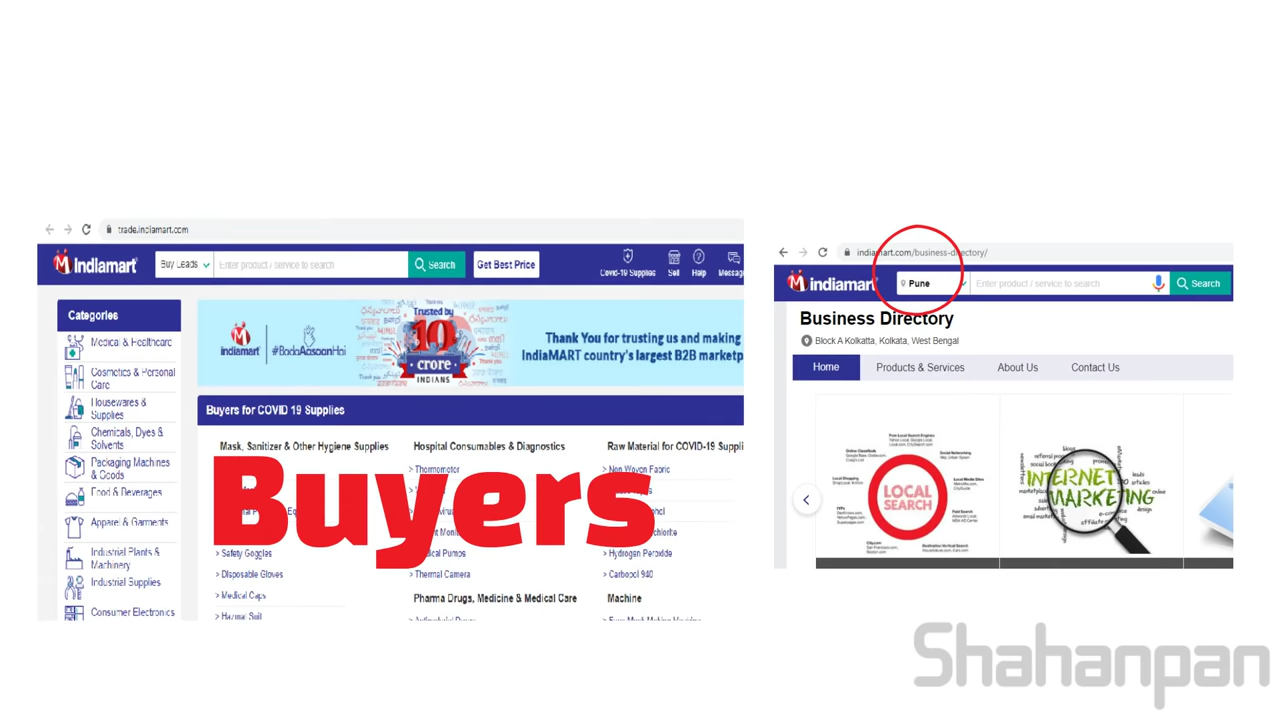 trade.indiamart.com
indiamart
Buy Leads
Enter product / service to search
Search
Get Best Price
Covid-19 Supplies
Sell
Help
Messag
Categories
Medical & Healthcare
Cosmetics & Personal
Care
Housewares &
Supplies
Chemicals, Dyes &
Solvents
Packaging Machines
& Goods
Food & Beverages
Apparel & Garments
Industrial Plants &
Machinery
Industrial Supplies
Consumer Electronics
indiamart
#BadaAasaanHai
Trusted by
10
crore
INDIANS
Thank You for trusting us and making
IndiaMART country's largest B2B marketp
Buyers for COVID 19 Supplies
Mask, Sanitizer & Other Hygiene Supplies
> Safety Goggles
> Disposable Gloves
> Medical Caps
> Hazmat Suit
Hospital Consumables & Diagnostics
> Thermometor
Medical Pumps
> Thermal Camera
Pharma Drugs, Medicine & Medical Care
Raw Material for COVID-19 Suppli
> Non Woven Fabric
> Hydrogen Peroxide
> Carbopol 940
Machine
Buyers
indiamart.com/business-directory/
indiamart
Pune
Enter product / service to search
Search
Business Directory
Block A Kolkatta, Kolkata, West Bengal
Home
Products & Services
About Us
Contact Us
LOCAL
SEARCH
INTERNET
MARKETING
Shahanpan